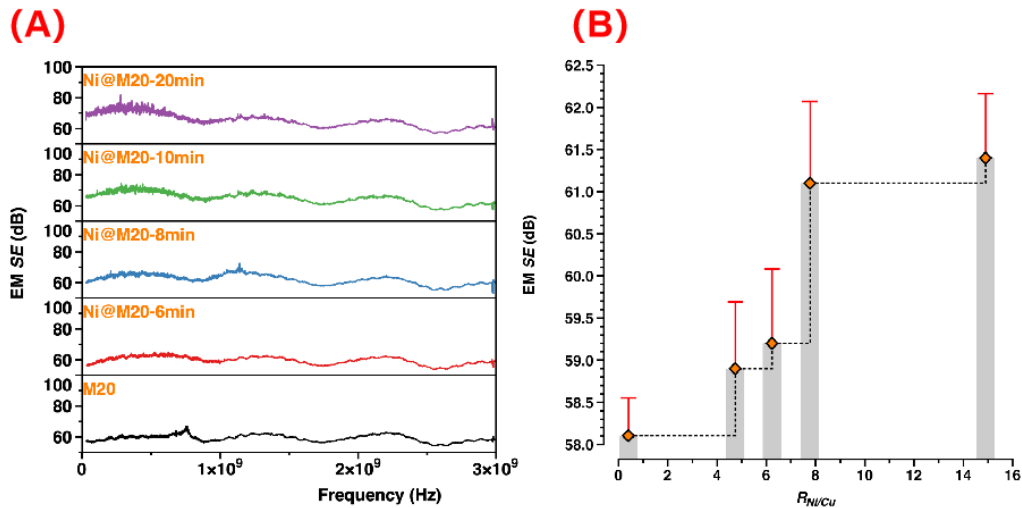 (A)
100
80
60
Ni@M20-20min
100
80
60
Ni@M20-10min
100
80
60
Ni@M20-8min
100
80
60
Ni@M20-6min
100
80
60
M20
EM SE (dB)
0
1×10⁹
2×10⁹
3×10⁹
Frequency (Hz)
(B)
62.5
62.0
61.5
61.0
60.5
60.0
59.5
59.0
58.5
58.0
EM SE (dB)
0 2 4 6 8 10 12 14 16
R_Ni/Cu